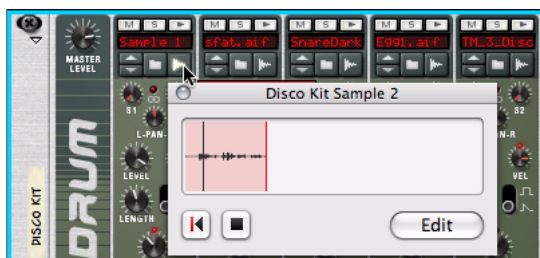 M S M S M S M S M S
Sample 1 sfat.aif SnareDark E991.aif TM_3_Disc
MASTER
LEVEL
Disco Kit Sample 2
S1
S2
L-PAN-
N-R
LEVEL
VEL
LENGTH
Edit
DISCO KIT
DRUM